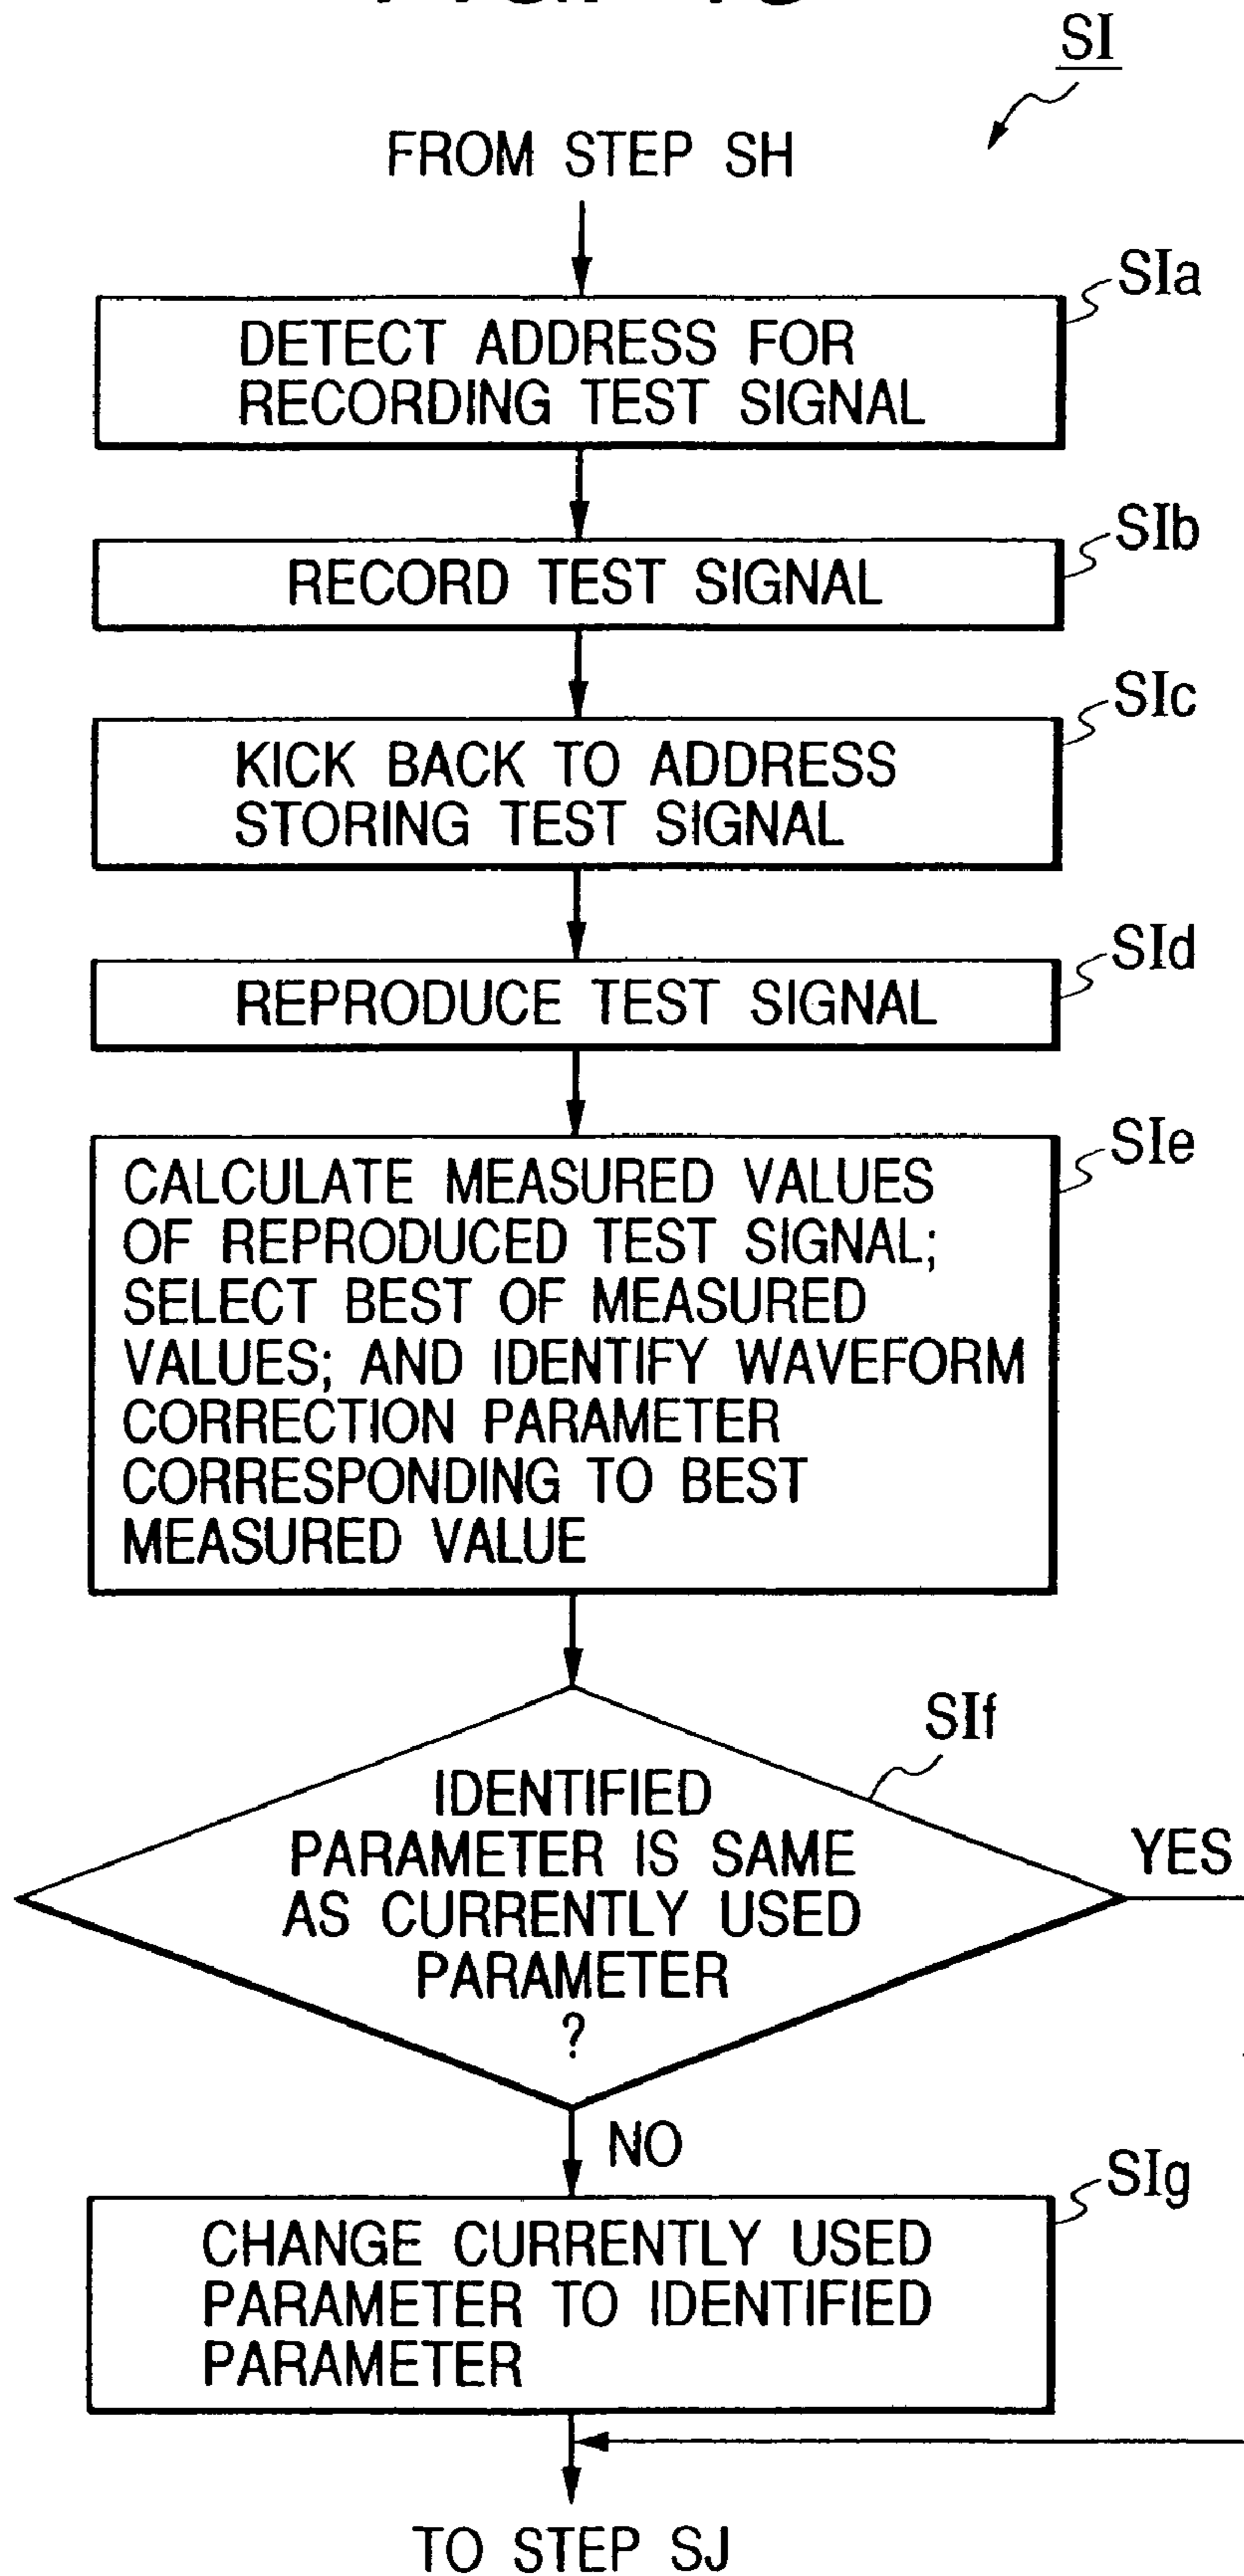 SI
FROM STEP SH
SIa
DETECT ADDRESS FOR
RECORDING TEST SIGNAL
SIb
RECORD TEST SIGNAL
SIc
KICK BACK TO ADDRESS
STORING TEST SIGNAL
SId
REPRODUCE TEST SIGNAL
SIe
CALCULATE MEASURED VALUES
OF REPRODUCED TEST SIGNAL;
SELECT BEST OF MEASURED
VALUES; AND IDENTIFY WAVEFORM
CORRECTION PARAMETER
CORRESPONDING TO BEST
MEASURED VALUE
SIf
IDENTIFIED
PARAMETER IS SAME
AS CURRENTLY USED
PARAMETER
?
YES
NO
SIg
CHANGE CURRENTLY USED
PARAMETER TO IDENTIFIED
PARAMETER
TO STEP SJ